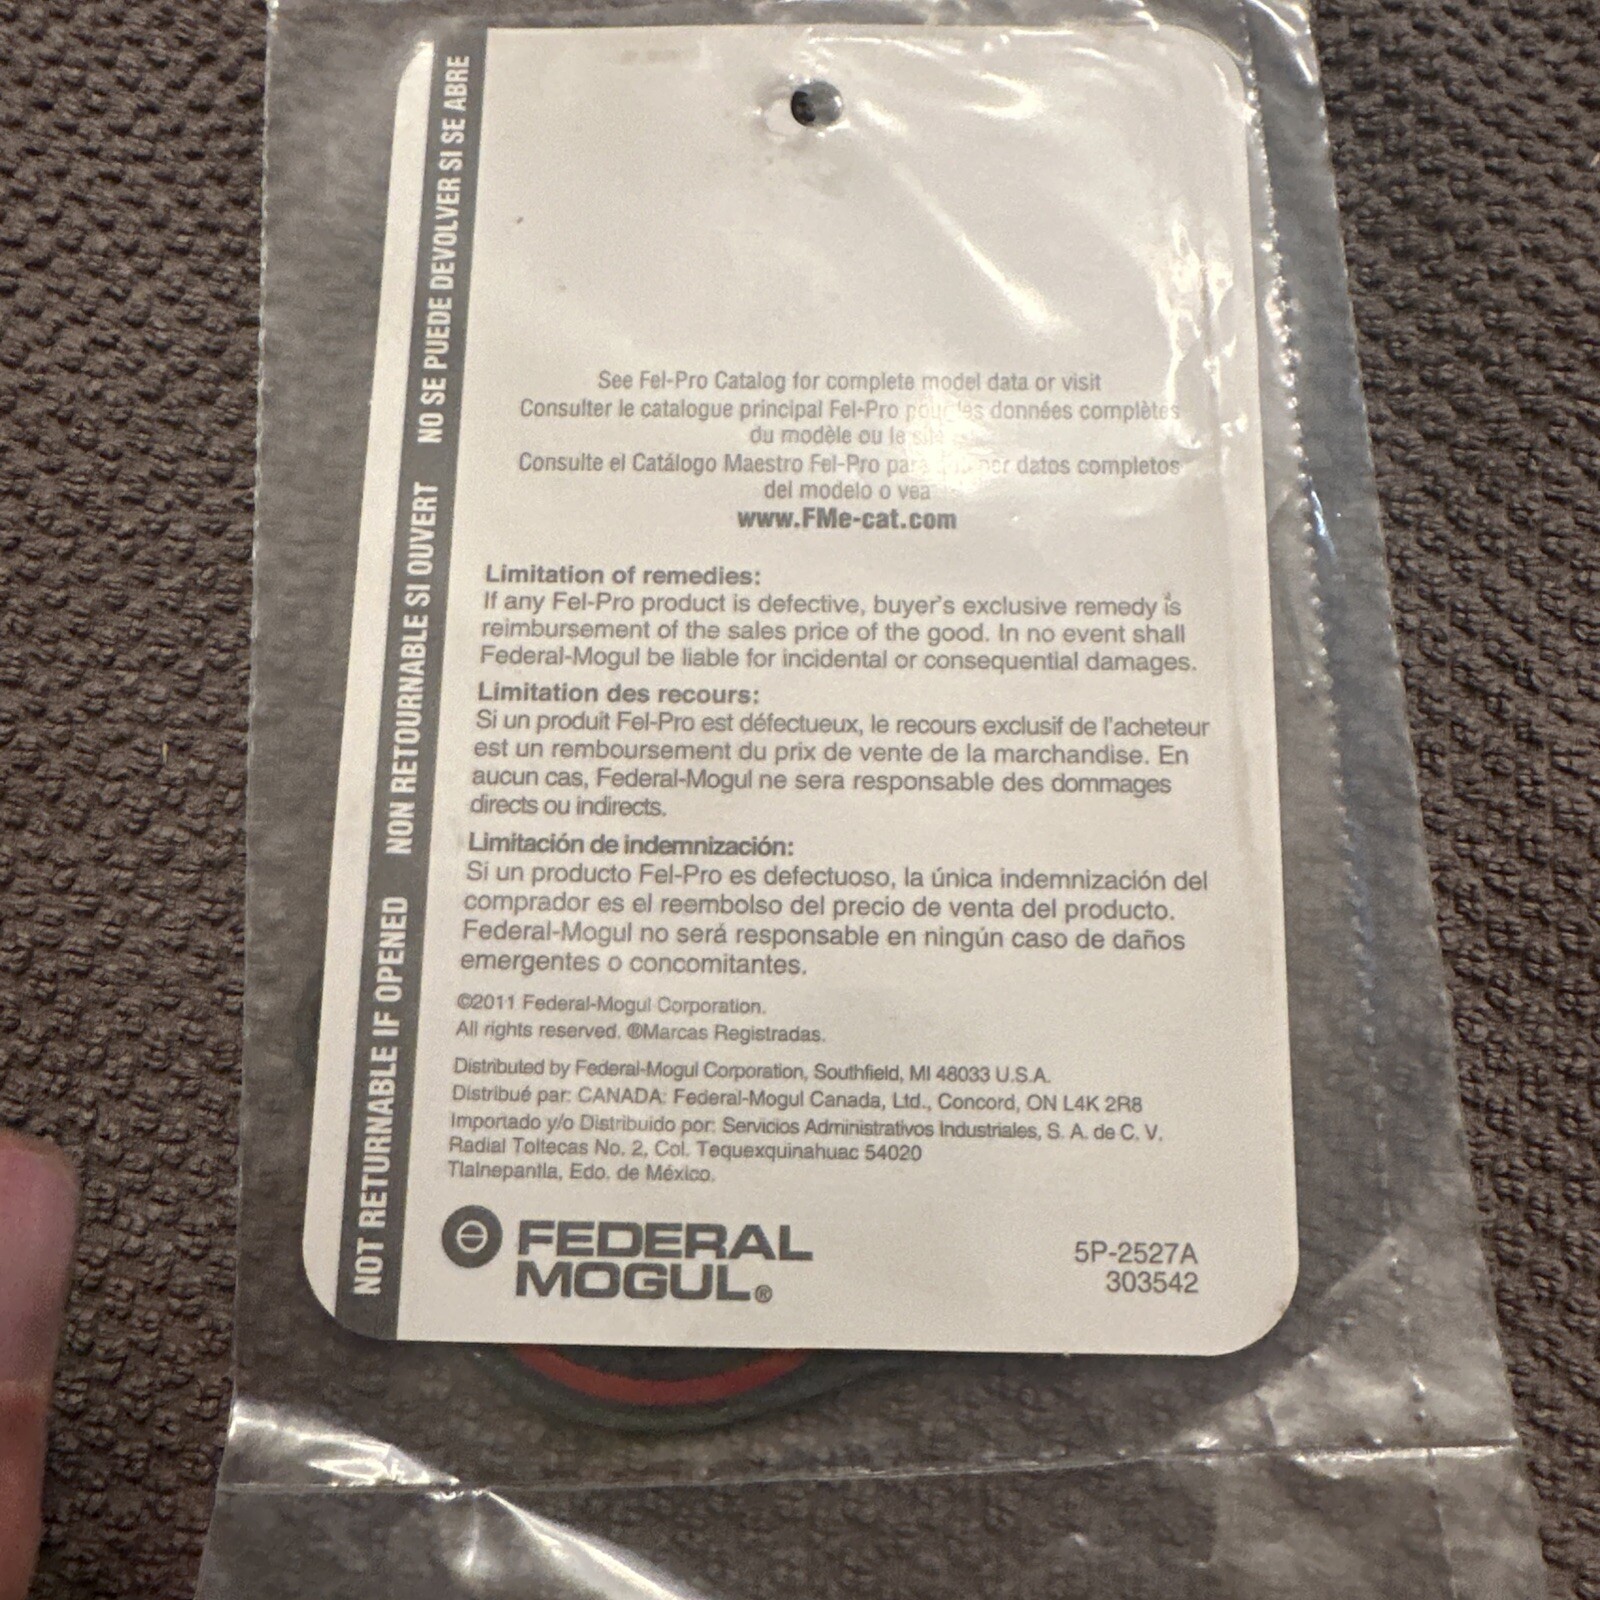 NOT RETURNABLE IF OPENED NON RETOURNABLE SI OUVERT NO SE PUEDE DEVOLVER SI SE ABRE
See Fel-Pro Catalog for complete model data or visit
Consulter le catalogue principal Fel-Pro pour les données complètes
du modèle ou le site
Consulte el Catálogo Maestro Fel-Pro para datos completos
del modelo o vea
www.FMe-cat.com
Limitation of remedies:
If any Fel-Pro product is defective, buyer's exclusive remedy is
reimbursement of the sales price of the good. In no event shall
Federal-Mogul be liable for incidental or consequential damages.
Limitation des recours:
Si un produit Fel-Pro est défectueux, le recours exclusif de l'acheteur
est un remboursement du prix de vente de la marchandise. En
aucun cas, Federal-Mogul ne sera responsable des dommages
directs ou indirects.
Limitación de indemnización:
Si un producto Fel-Pro es defectuoso, la única indemnización del
comprador es el reembolso del precio de venta del producto.
Federal-Mogul no será responsable en ningún caso de daños
emergentes o concomitantes.
©2011 Federal-Mogul Corporation.
All rights reserved. ®Marcas Registradas.
Distributed by Federal-Mogul Corporation, Southfield, MI 48033 U.S.A.
Distribué par: CANADA: Federal-Mogul Canada, Ltd., Concord, ON L4K 2R8
Importado y/o Distribuido por: Servicios Administrativos Industriales, S. A. de C. V.
Radial Toltecas No. 2, Col. Tequexquinahuac 54020
Tlalnepantla, Edo. de México.
FEDERAL
MOGUL®
5P-2527A
303542